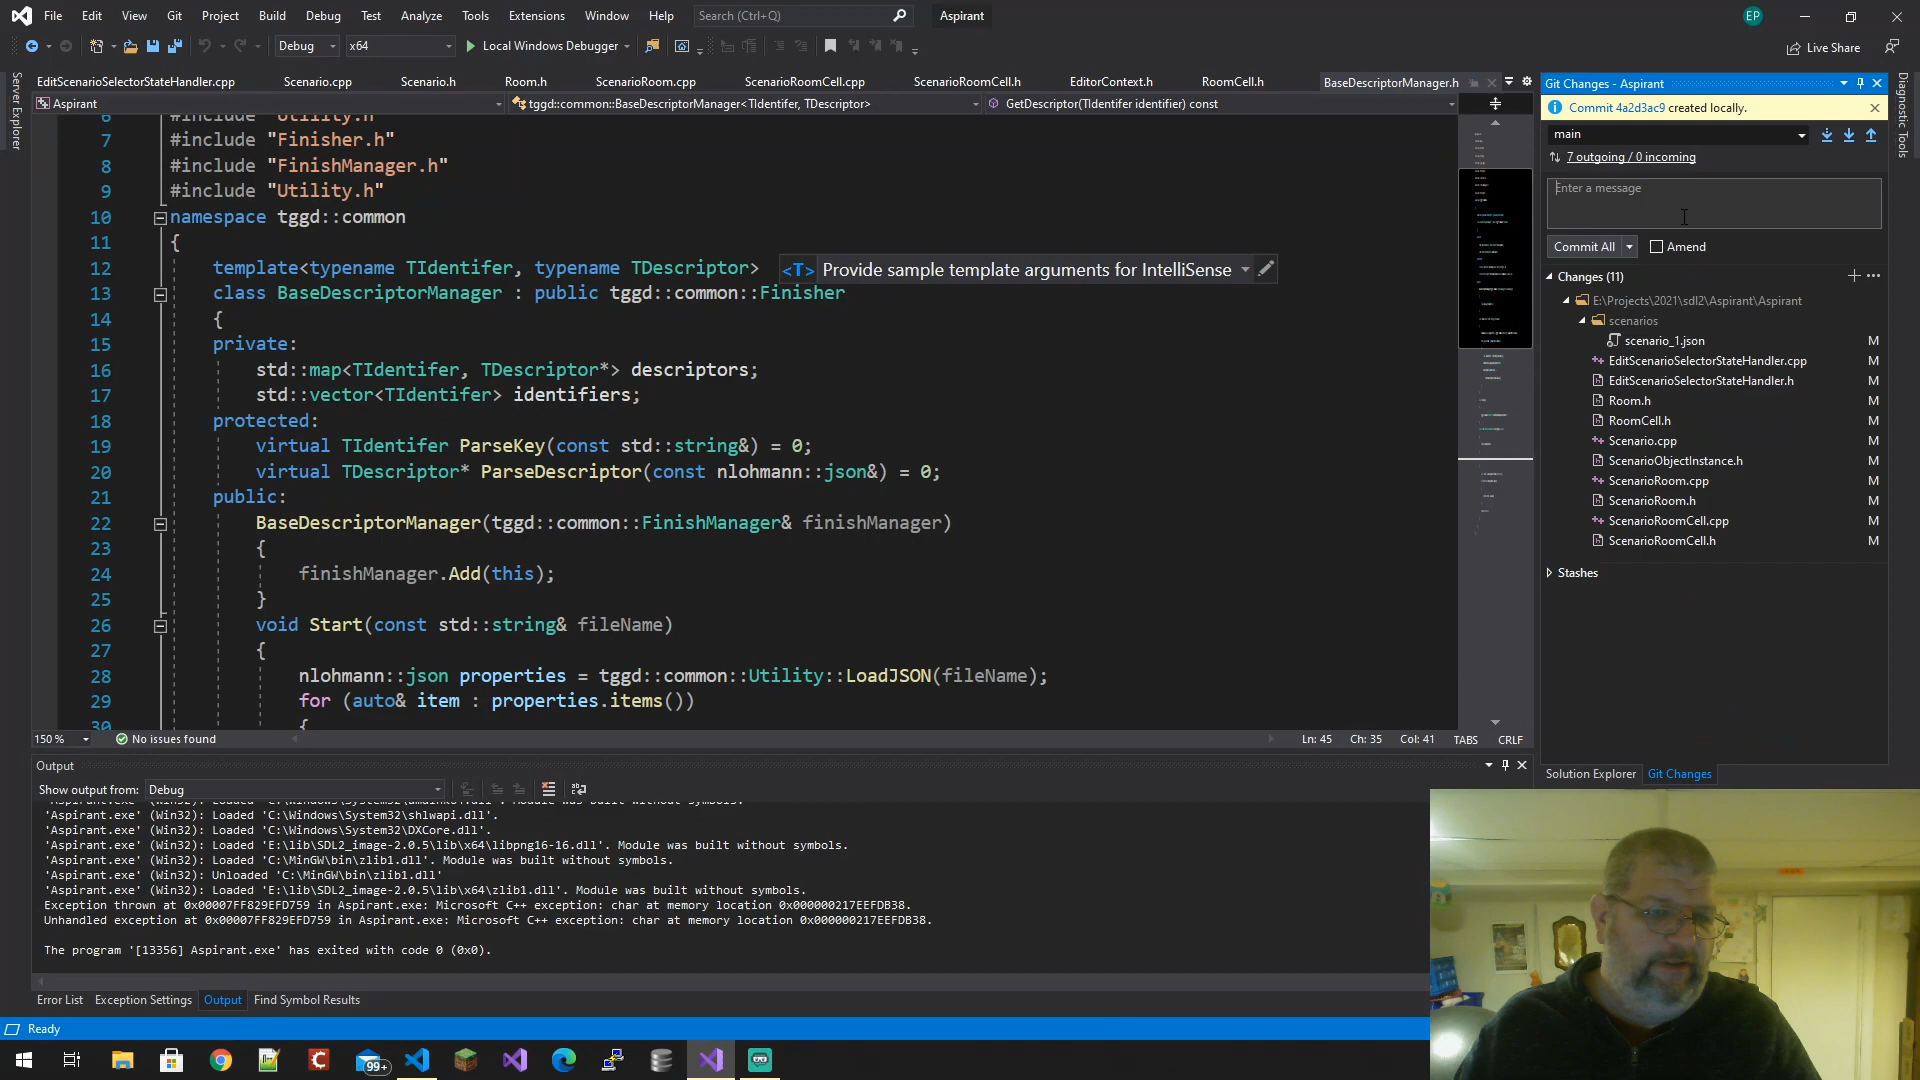 File Edit View Git Project Build Debug Test Analyze Tools Extensions Window Help Search (Ctrl+Q) Aspirant EP
Debug x64 Local Windows Debugger Live Share
Server Explorer
EditScenarioSelectorStateHandler.cpp Scenario.cpp Scenario.h Room.h ScenarioRoom.cpp ScenarioRoomCell.cpp ScenarioRoomCell.h EditorContext.h RoomCell.h BaseDescriptorManager.h
Aspirant tggd::common::BaseDescriptorManager<TIdentifer, TDescriptor> GetDescriptor(TIdentifer identifier) const
6 #include "Utility.h"
7 #include "Finisher.h"
8 #include "FinishManager.h"
9 #include "Utility.h"
10 namespace tggd::common
11 {
12 template<typename TIdentifer, typename TDescriptor> <T> Provide sample template arguments for IntelliSense
13 class BaseDescriptorManager : public tggd::common::Finisher
14 {
15 private:
16 std::map<TIdentifer, TDescriptor*> descriptors;
17 std::vector<TIdentifer> identifiers;
18 protected:
19 virtual TIdentifer ParseKey(const std::string&) = 0;
20 virtual TDescriptor* ParseDescriptor(const nlohmann::json&) = 0;
21 public:
22 BaseDescriptorManager(tggd::common::FinishManager& finishManager)
23 {
24 finishManager.Add(this);
25 }
26 void Start(const std::string& fileName)
27 {
28 nlohmann::json properties = tggd::common::Utility::LoadJSON(fileName);
29 for (auto& item : properties.items())
30 {
150 % No issues found Ln: 45 Ch: 35 Col: 41 TABS CRLF
Output
Show output from: Debug
'Aspirant.exe' (Win32): Loaded 'C:\Windows\System32\shlwapi.dll'.
'Aspirant.exe' (Win32): Loaded 'C:\Windows\System32\DXCore.dll'.
'Aspirant.exe' (Win32): Loaded 'E:\lib\SDL2_image-2.0.5\lib\x64\libpng16-16.dll'. Module was built without symbols.
'Aspirant.exe' (Win32): Loaded 'C:\MinGW\bin\zlib1.dll'. Module was built without symbols.
'Aspirant.exe' (Win32): Unloaded 'C:\MinGW\bin\zlib1.dll'
'Aspirant.exe' (Win32): Loaded 'E:\lib\SDL2_image-2.0.5\lib\x64\zlib1.dll'. Module was built without symbols.
Exception thrown at 0x00007FF829EFD759 in Aspirant.exe: Microsoft C++ exception: char at memory location 0x000000217EEFDB38.
Unhandled exception at 0x00007FF829EFD759 in Aspirant.exe: Microsoft C++ exception: char at memory location 0x000000217EEFDB38.
The program '[13356] Aspirant.exe' has exited with code 0 (0x0).
Error List Exception Settings Output Find Symbol Results
Ready
99+
Git Changes - Aspirant
Commit 4a2d3ac9 created locally.
main
7 outgoing / 0 incoming
Enter a message
Commit All Amend
Changes (11)
E:\Projects\2021\sdl2\Aspirant\Aspirant
scenarios
scenario_1.json M
EditScenarioSelectorStateHandler.cpp M
EditScenarioSelectorStateHandler.h M
Room.h M
RoomCell.h M
Scenario.cpp M
ScenarioObjectInstance.h M
ScenarioRoom.cpp M
ScenarioRoom.h M
ScenarioRoomCell.cpp M
ScenarioRoomCell.h M
Stashes
Solution Explorer Git Changes
Diagnostic Tools